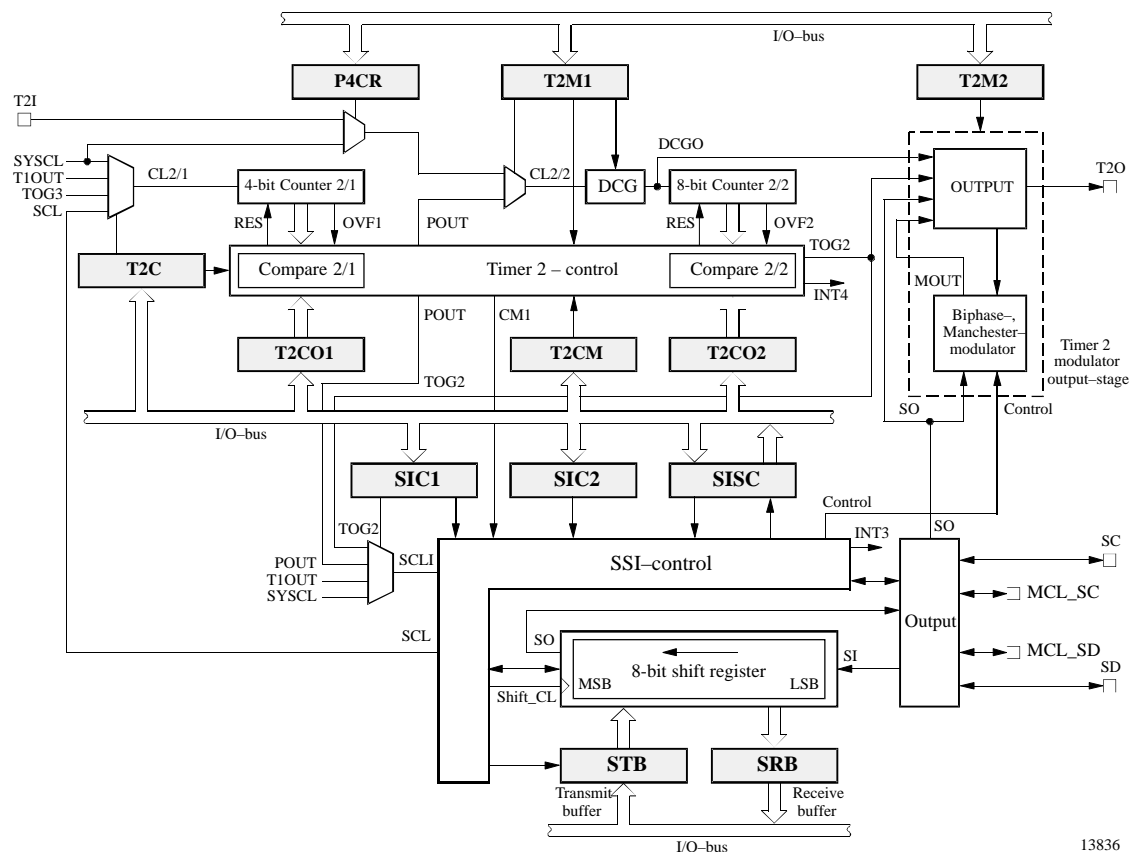 I/O–bus
P4CR
T2M1
T2M2
T2I
DCGO
SYSCL
T1OUT
TOG3
SCL
CL2/1
4-bit Counter 2/1
CL2/2
DCG
8-bit Counter 2/2
OUTPUT
T2O
RES
OVF1
POUT
RES
OVF2
TOG2
T2C
Compare 2/1
Timer 2 – control
Compare 2/2
INT4
MOUT
POUT
CM1
Biphase–,
Manchester–
modulator
Timer 2
modulator
output–stage
T2CO1
T2CM
T2CO2
TOG2
SO
Control
I/O–bus
SIC1
SIC2
SISC
Control
TOG2
INT3
SO
SC
POUT
T1OUT
SYSCL
SCLI
SSI–control
MCL_SC
Output
SCL
SO
SI
8-bit shift register
MSB
LSB
MCL_SD
SD
Shift_CL
STB
SRB
Transmit
buffer
Receive
buffer
I/O–bus
13836